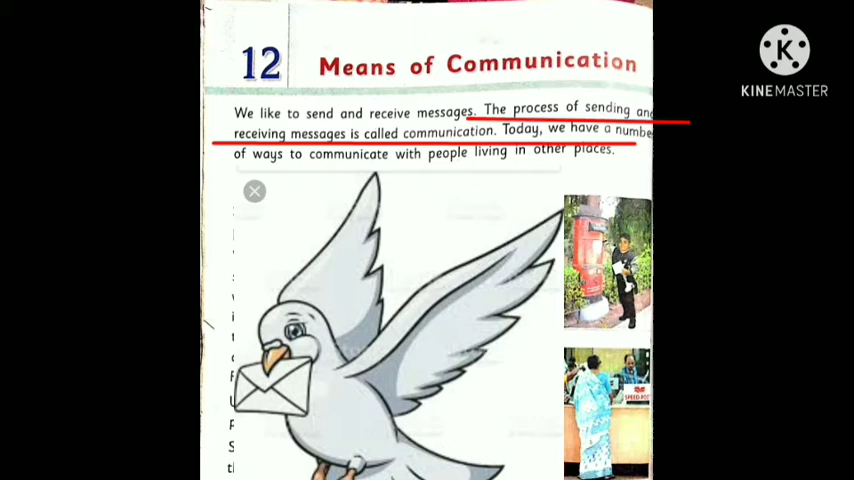 12
Means of Communication
We like to send and receive messages. The process of sending and
receiving messages is called communication. Today, we have a numbe
of ways to communicate with people living in other places.
K
KINEMASTER
SPEED POST